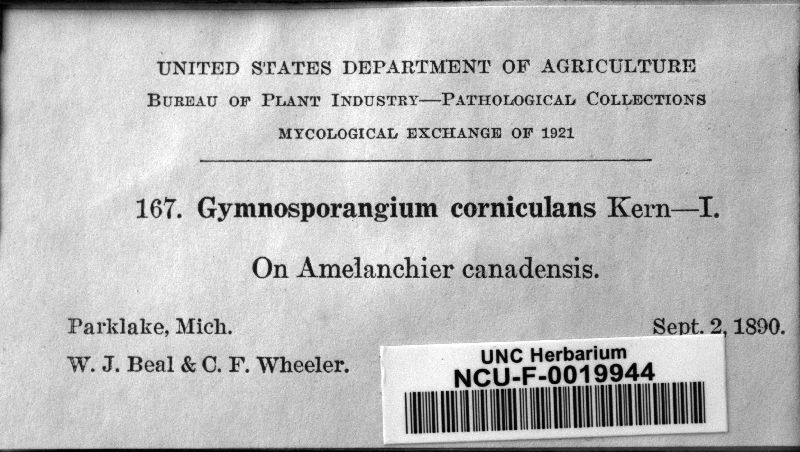 UNITED STATES DEPARTMENT OF AGRICULTURE
BUREAU OF PLANT INDUSTRY—PATHOLOGICAL COLLECTIONS
MYCOLOGICAL EXCHANGE OF 1921
167. Gymnosporangium corniculans Kern—I.
On Amelanchier canadensis.
Parklake, Mich. Sept. 2, 1890.
W. J. Beal & C. F. Wheeler.
UNC Herbarium
NCU-F-0019944